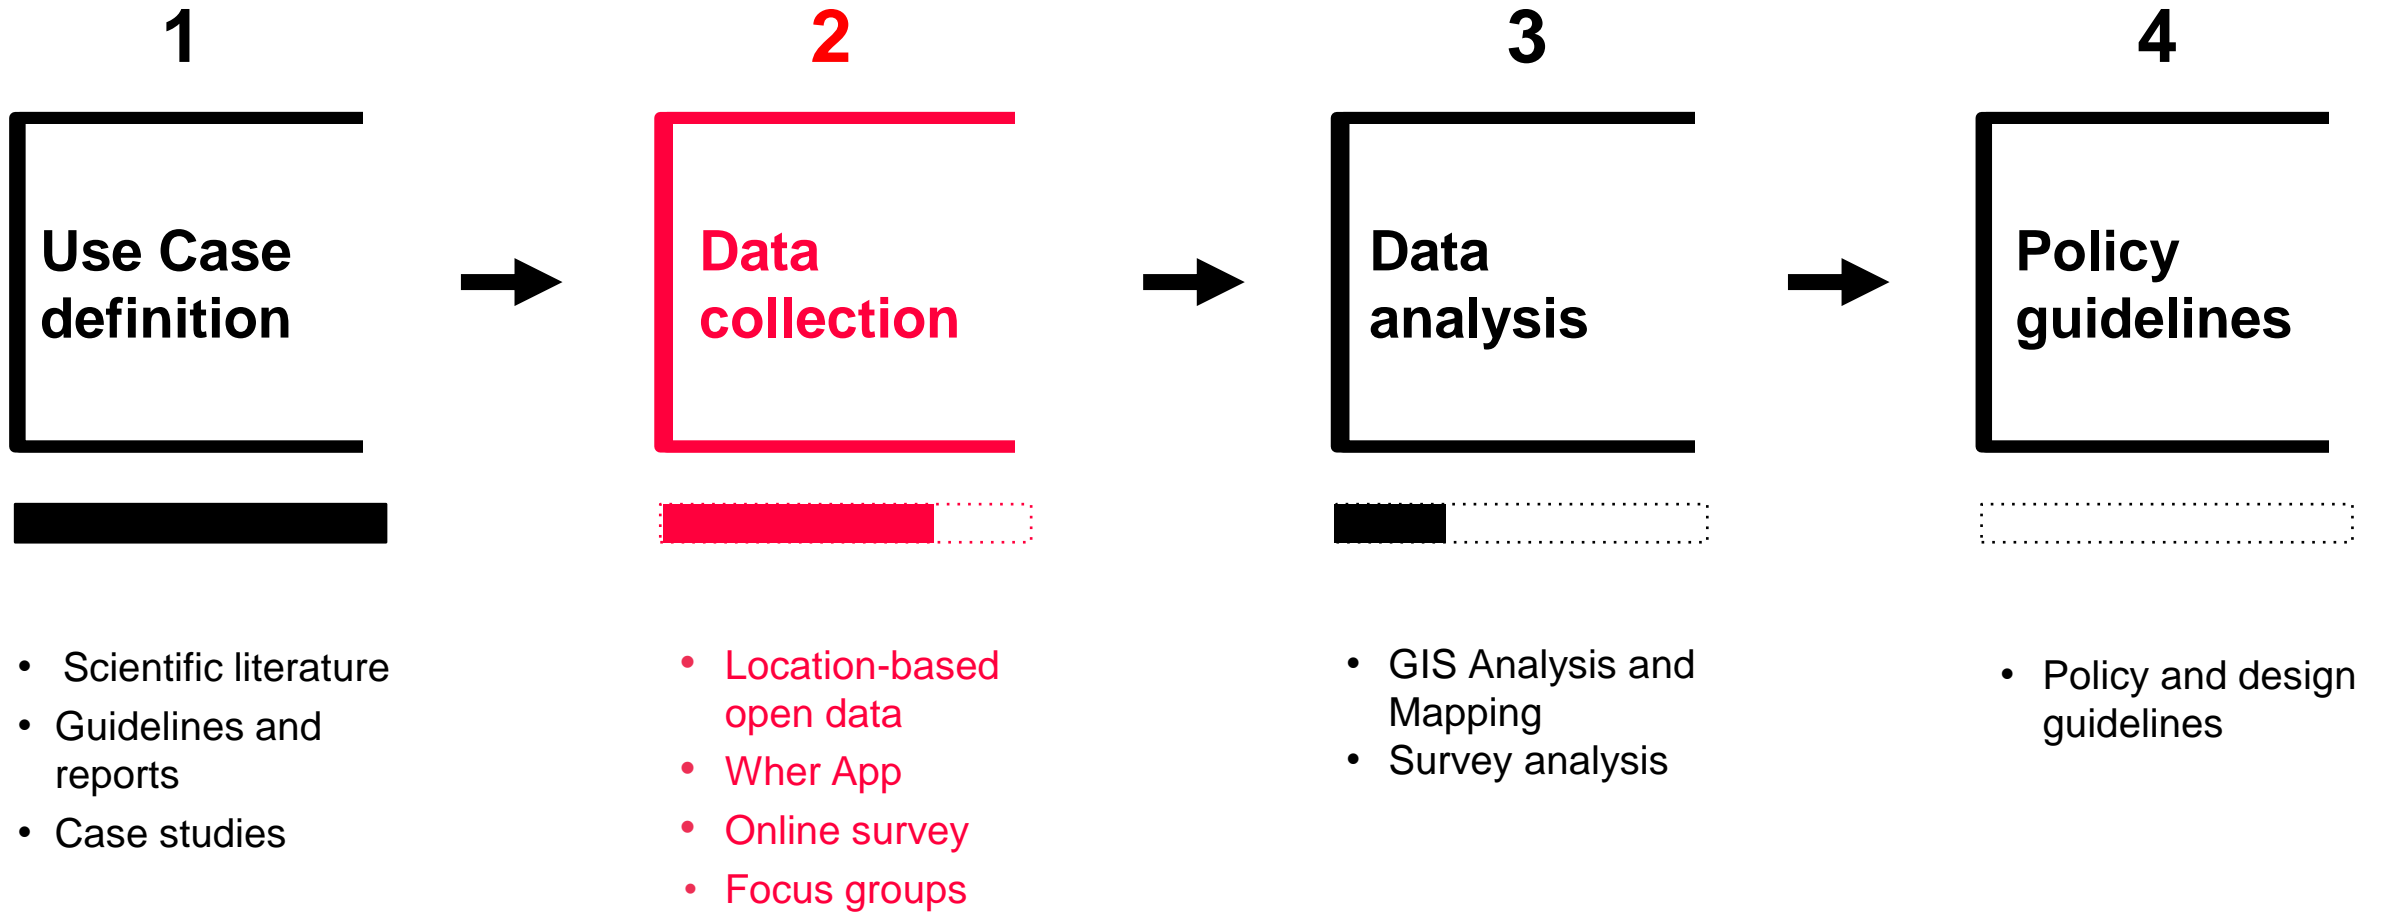 1
Use Case
definition
• Scientific literature
• Guidelines and
reports
• Case studies
2
Data
collection
• Location-based
open data
• Wher App
• Online survey
• Focus groups
3
Data
analysis
• GIS Analysis and
Mapping
• Survey analysis
4
Policy
guidelines
• Policy and design
guidelines